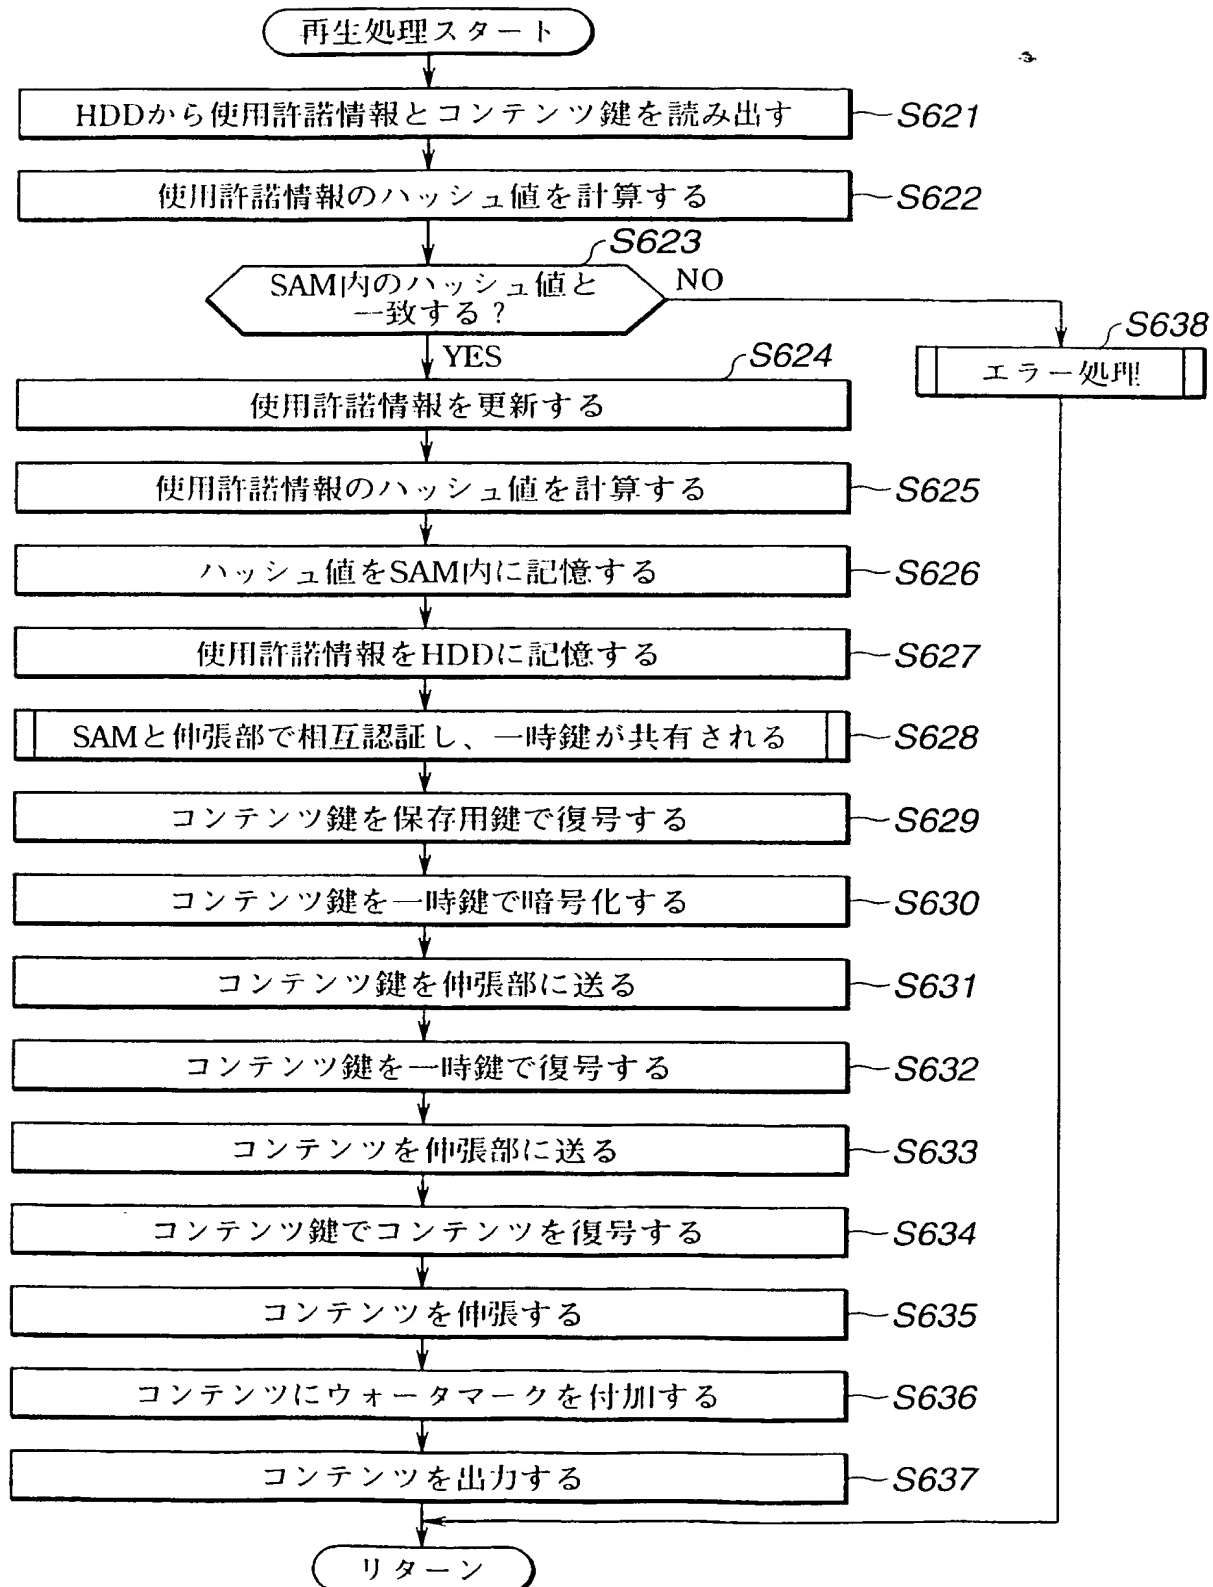 再生処理スタート
HDDから使用許諾情報とコンテンツ鍵を読み出す
S621
使用許諾情報のハッシュ値を計算する
S622
S623
SAM内のハッシュ値と
一致する？
NO
YES
S638
エラー処理
S624
使用許諾情報を更新する
使用許諾情報のハッシュ値を計算する
S625
ハッシュ値をSAM内に記憶する
S626
使用許諾情報をHDDに記憶する
S627
SAMと伸張部で相互認証し、一時鍵が共有される
S628
コンテンツ鍵を保存用鍵で復号する
S629
コンテンツ鍵を一時鍵で暗号化する
S630
コンテンツ鍵を伸張部に送る
S631
コンテンツ鍵を一時鍵で復号する
S632
コンテンツを伸張部に送る
S633
コンテンツ鍵でコンテンツを復号する
S634
コンテンツを伸張する
S635
コンテンツにウォータマークを付加する
S636
コンテンツを出力する
S637
リターン